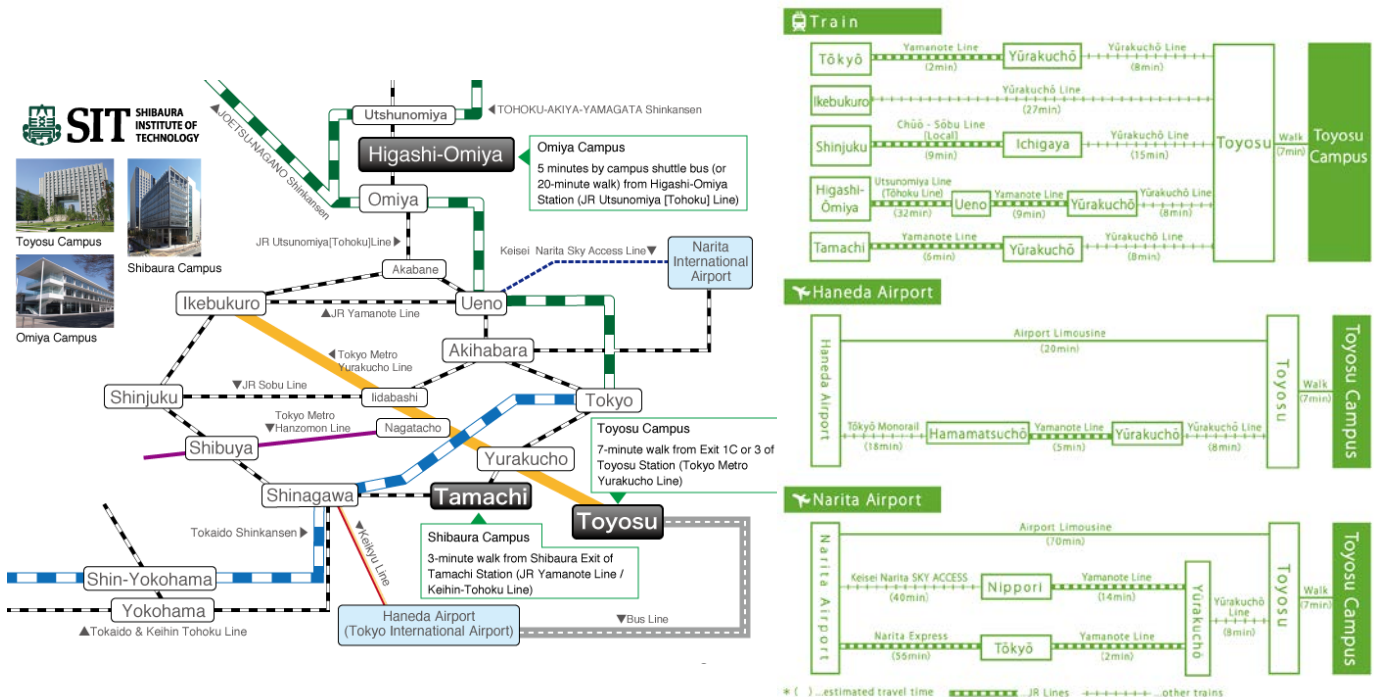 SIT
SHIBAURA
INSTITUTE OF
TECHNOLOGY
Toyosu Campus
Shibaura Campus
Omiya Campus
▲JOETSU-NAGANO Shinkansen
Utshunomiya
◀TOHOKU-AKIYA-YAMAGATA Shinkansen
Higashi-Omiya
Omiya Campus
5 minutes by campus shuttle bus (or
20-minute walk) from Higashi-Omiya
Station (JR Utsunomiya [Tohoku] Line)
Omiya
JR Utsunomiya[Tohoku]Line▶
Keisei Narita Sky Access Line▼
Narita
International
Airport
Akabane
Ikebukuro
Ueno
▲JR Yamanote Line
Akihabara
◀Tokyo Metro
Yurakucho Line
▼JR Sobu Line
Shinjuku
Iidabashi
Tokyo
Tokyo Metro
▼Hanzomon Line
Nagatacho
Shibuya
Toyosu Campus
7-minute walk from Exit 1C or 3 of
Toyosu Station (Tokyo Metro
Yurakucho Line)
Yurakucho
Shinagawa
Tamachi
Toyosu
Tokaido Shinkansen▶
◀Keikyu Line
Shibaura Campus
3-minute walk from Shibaura Exit of
Tamachi Station (JR Yamanote Line /
Keihin-Tohoku Line)
Shin-Yokohama
Yokohama
▲Tokaido & Keihin Tohoku Line
Haneda Airport
(Tokyo International Airport)
▼Bus Line
Train
Tōkyō
Yamanote Line
(2min)
Yūrakuchō
Yūrakuchō Line
(8min)
Ikebukuro
Yūrakuchō Line
(27min)
Shinjuku
Chūō - Sōbu Line
[Local]
(9min)
Ichigaya
Yūrakuchō Line
(15min)
Higashi-
Ōmiya
Utsunomiya Line
(Tōhoku Line)
(32min)
Ueno
Yamanote Line
(9min)
Yūrakuchō
Yūrakuchō Line
(8min)
Tamachi
Yamanote Line
(5min)
Yūrakuchō
Yūrakuchō Line
(8min)
Toyosu
Walk
(7min)
Toyosu
Campus
Haneda Airport
Haneda Airport
Airport Limousine
(20min)
Tōkyō Monorail
(18min)
Hamamatsuchō
Yamanote Line
(5min)
Yūrakuchō
Yūrakuchō Line
(8min)
Toyosu
Walk
(7min)
Toyosu Campus
Narita Airport
Narita Airport
Airport Limousine
(70min)
Keisei Narita SKY ACCESS
(40min)
Nippori
Yamanote Line
(14min)
Narita Express
(56min)
Tōkyō
Yamanote Line
(2min)
Yūrakuchō
Yūrakuchō
Line
(8min)
Toyosu
Walk
(7min)
Toyosu Campus
* ( ) ...estimated travel time
...JR Lines
...other trains